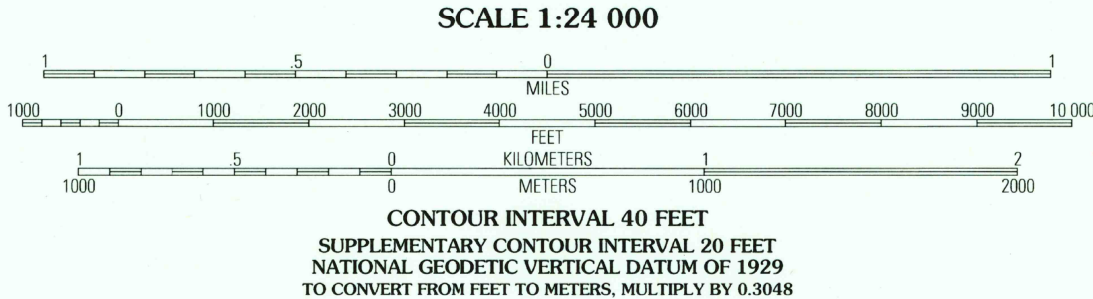 SCALE 1:24 000
1 .5 0 1
MILES
1000 0 1000 2000 3000 4000 5000 6000 7000 8000 9000 10 000
FEET
1 .5 0 KILOMETERS 1 2
1000 0 METERS 1000 2000
CONTOUR INTERVAL 40 FEET
SUPPLEMENTARY CONTOUR INTERVAL 20 FEET
NATIONAL GEODETIC VERTICAL DATUM OF 1929
TO CONVERT FROM FEET TO METERS, MULTIPLY BY 0.3048